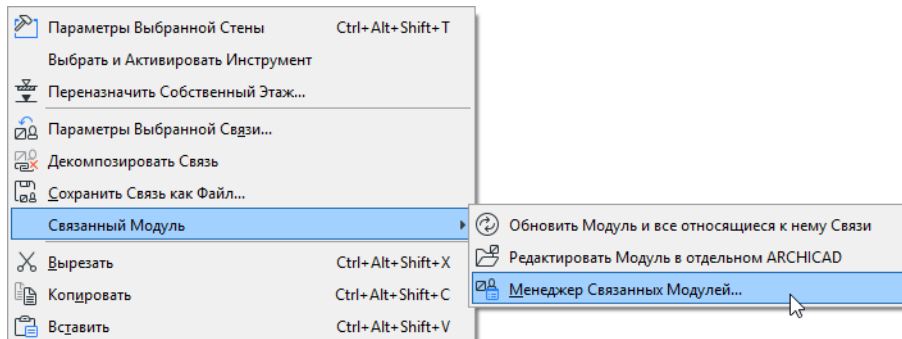 Параметры Выбранной Стены Ctrl+Alt+Shift+T
Выбрать и Активировать Инструмент
Переназначить Собственный Этаж...
Параметры Выбранной Связи...
Декомпозировать Связь
Сохранить Связь как Файл...
Связанный Модуль
Обновить Модуль и все относящиеся к нему Связи
Редактировать Модуль в отдельном ARCHICAD
Менеджер Связанных Модулей...
Вырезать Ctrl+Alt+Shift+X
Копировать Ctrl+Alt+Shift+C
Вставить Ctrl+Alt+Shift+V